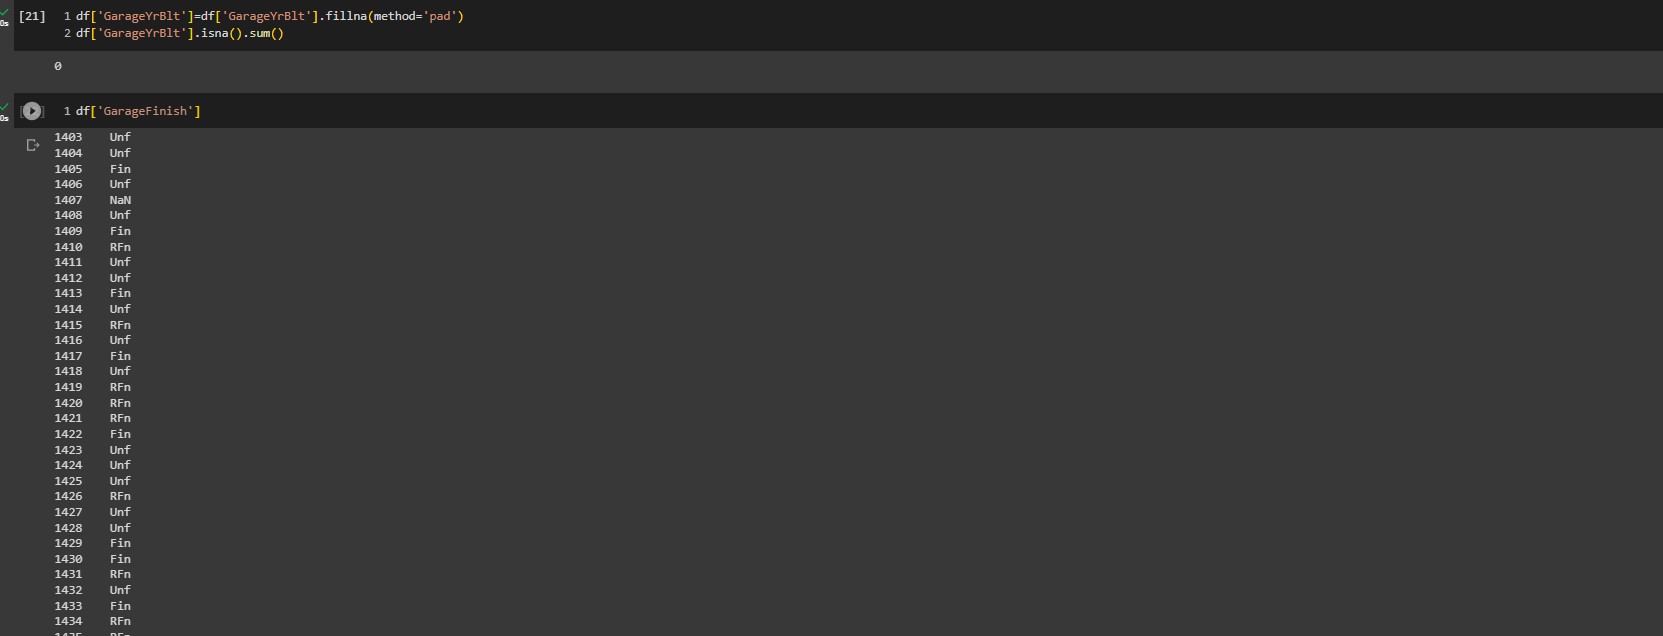 [21] 1 df['GarageYrBlt']=df['GarageYrBlt'].fillna(method='pad')
0s 2 df['GarageYrBlt'].isna().sum()
0
1 df['GarageFinish']
0s
1403 Unf
1404 Unf
1405 Fin
1406 Unf
1407 NaN
1408 Unf
1409 Fin
1410 RFn
1411 Unf
1412 Unf
1413 Fin
1414 Unf
1415 RFn
1416 Unf
1417 Fin
1418 Unf
1419 RFn
1420 RFn
1421 RFn
1422 Fin
1423 Unf
1424 Unf
1425 Unf
1426 RFn
1427 Unf
1428 Unf
1429 Fin
1430 Fin
1431 RFn
1432 Unf
1433 Fin
1434 RFn
1435 RFn